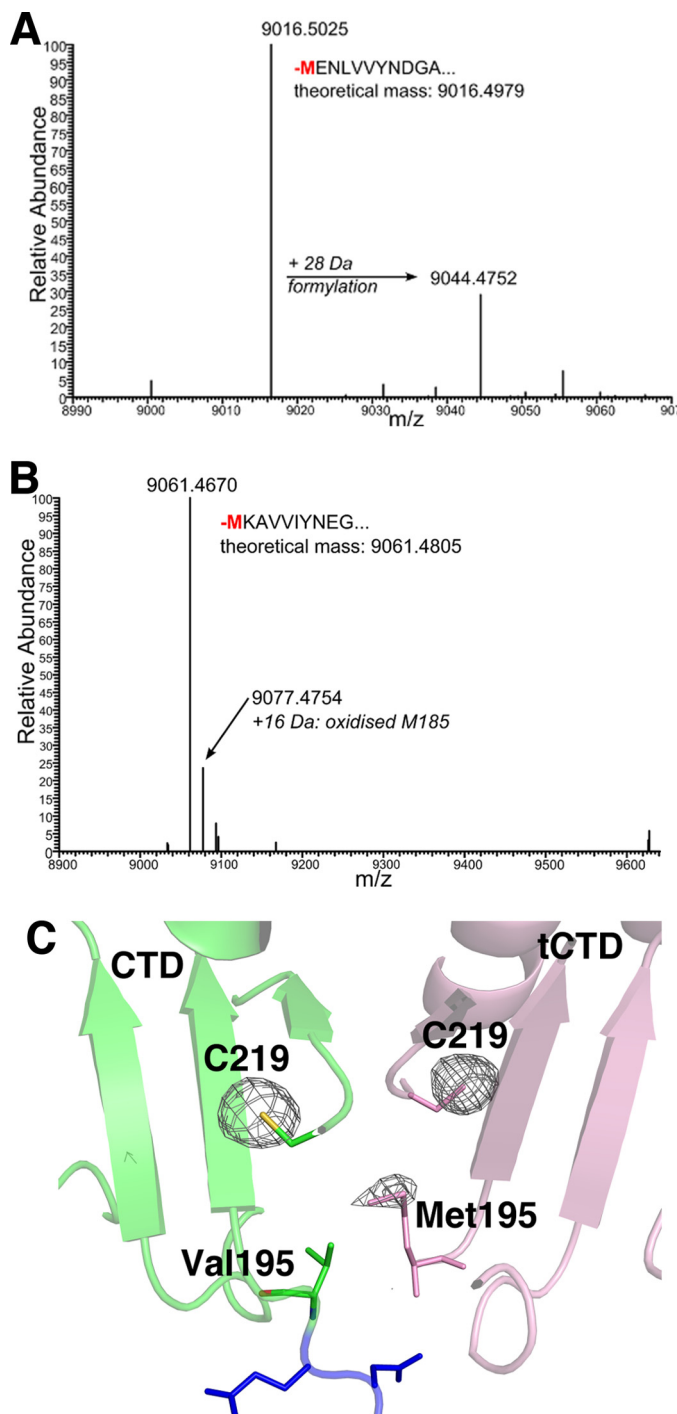 A
9016.5025
-MENLVVYNDGA...
theoretical mass: 9016.4979
+ 28 Da
formylation
9044.4752
Relative Abundance
100
95
90
85
80
75
70
65
60
55
50
45
40
35
30
25
20
15
10
5
0
8990 9000 9010 9020 9030 9040 9050 9060 907
m/z
B
9061.4670
-MKAVVIYNEG...
theoretical mass: 9061.4805
9077.4754
+16 Da: oxidised M185
Relative Abundance
100
95
90
85
80
75
70
65
60
55
50
45
40
35
30
25
20
15
10
5
0
8900 9000 9100 9200 9300 9400 9500 9600
m/z
C
CTD
tCTD
C219
C219
Met195
Val195